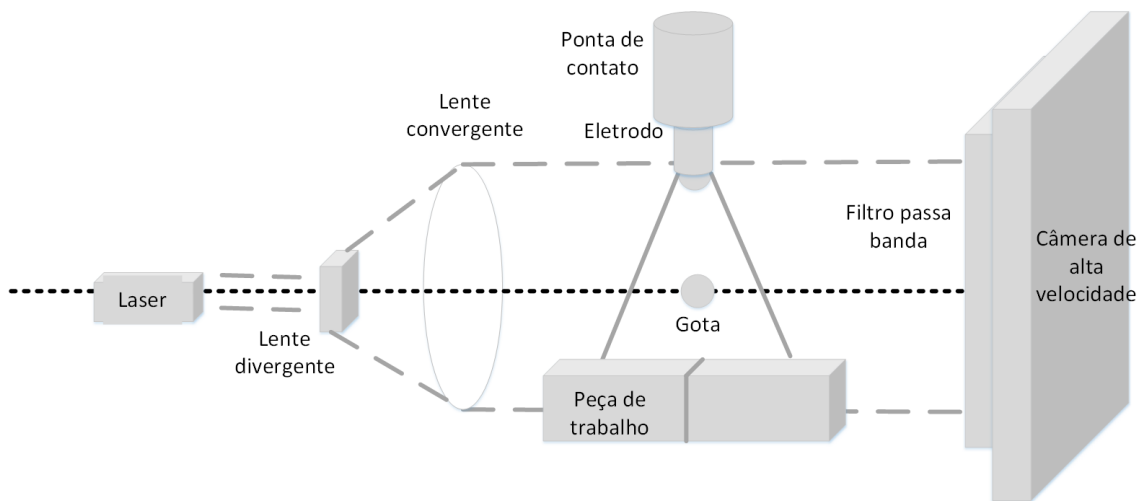 Ponta de
contato
Lente
convergente
Eletrodo
Filtro passa
banda
Câmera de
alta
velocidade
Laser
Gota
Lente
divergente
Peça de
trabalho